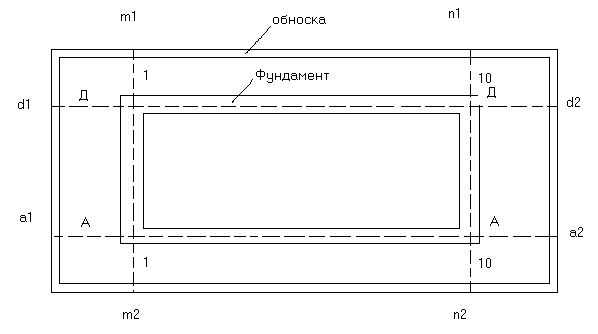 m1 n1
обноска
1 Фундамент 10
d1 Д Д d2
a1 А А a2
1 10
m2 n2